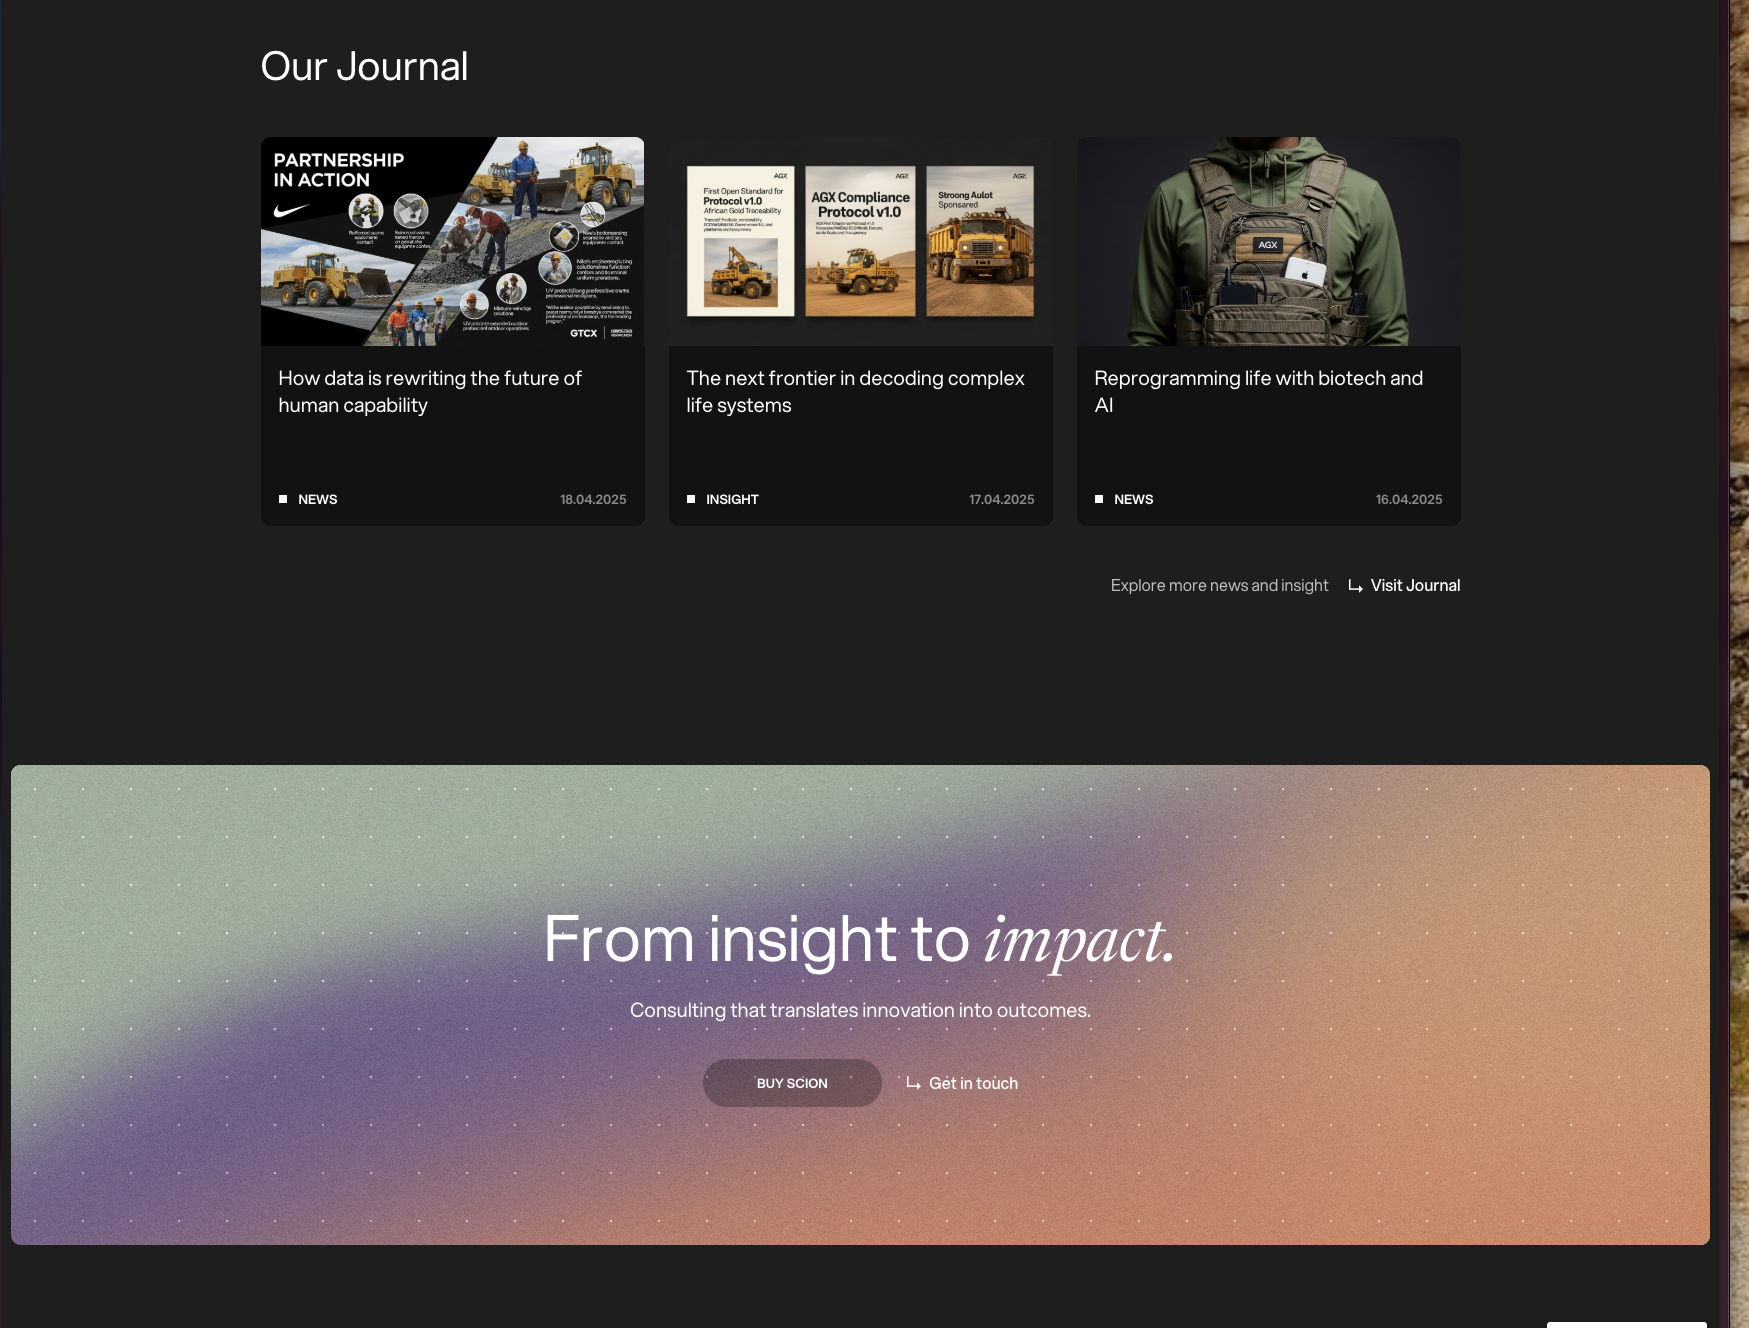 Our Journal
PARTNERSHIP
IN ACTION
GTCX
AGX
First Open Standard for
Protocol v1.0
African Gold Traceability
AGX
AGX Compliance
Protocol v1.0
AGX
Stroong Aulot
Sponsared
AGX
How data is rewriting the future of
human capability
NEWS
18.04.2025
The next frontier in decoding complex
life systems
INSIGHT
17.04.2025
Reprogramming life with biotech and
AI
NEWS
16.04.2025
Explore more news and insight
Visit Journal
From insight to impact.
Consulting that translates innovation into outcomes.
BUY SCION
Get in touch